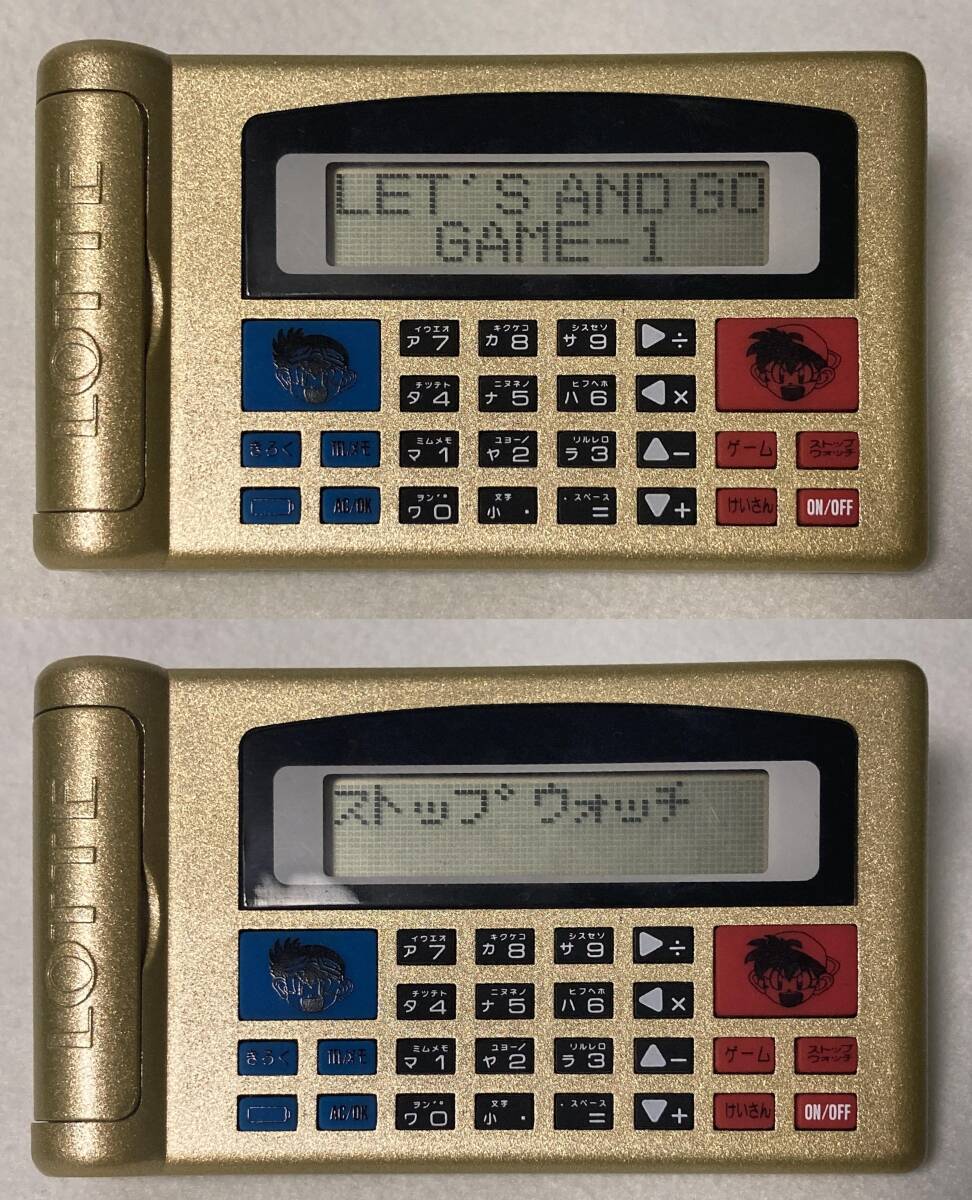 LOTTE
LET'S AND GO
GAME-1
イウエオ
ア7
キクケコ
カ8
シスセソ
サ9
÷
チツテト
タ4
ニヌネノ
ナ5
ヒフヘホ
ハ6
×
きろく
メモ
ミムメモ
マ1
ユヨー/
ヤ2
リルレロ
ラ3
−
ゲーム
ストップ
ウォッチ
AC/OK
ヲン゛゜
ワ0
文字
小 ・
・スペース
=
+
けいさん
ON/OFF
LOTTE
ストップ ウォッチ
イウエオ
ア7
キクケコ
カ8
シスセソ
サ9
÷
チツテト
タ4
ニヌネノ
ナ5
ヒフヘホ
ハ6
×
きろく
メモ
ミムメモ
マ1
ユヨー/
ヤ2
リルレロ
ラ3
−
ゲーム
ストップ
ウォッチ
AC/OK
ヲン゛゜
ワ0
文字
小 ・
・スペース
=
+
けいさん
ON/OFF